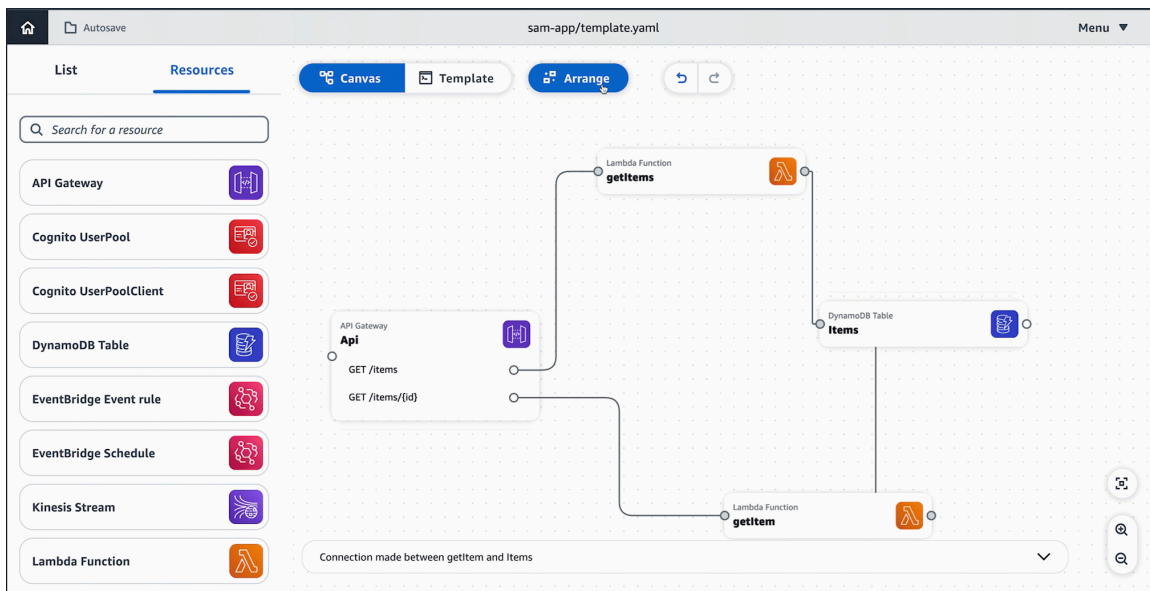 Autosave
sam-app/template.yaml
Menu
List
Resources
Canvas
Template
Arrange
Search for a resource
API Gateway
Cognito UserPool
Cognito UserPoolClient
DynamoDB Table
EventBridge Event rule
EventBridge Schedule
Kinesis Stream
Lambda Function
Lambda Function
getItems
API Gateway
Api
GET /items
GET /items/{id}
DynamoDB Table
Items
Lambda Function
getItem
Connection made between getItem and Items